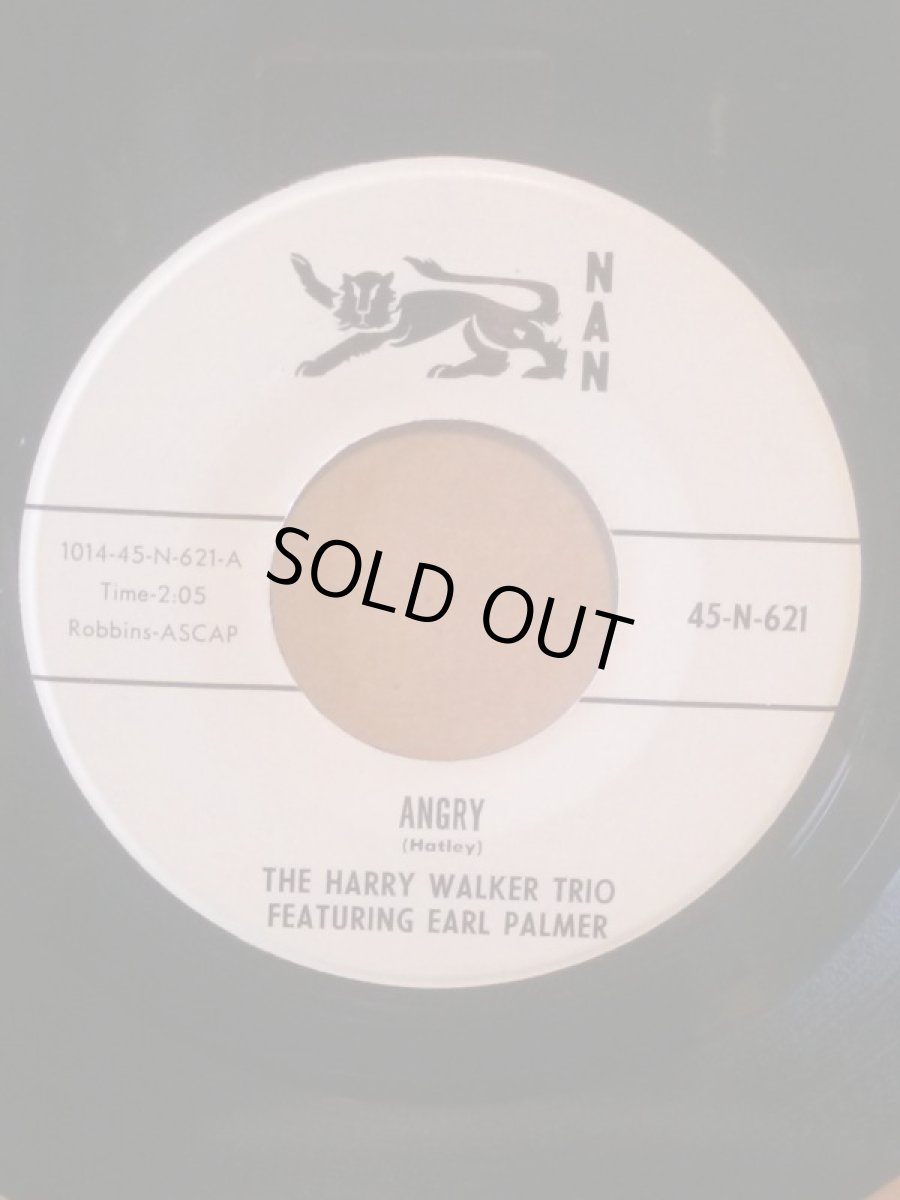 NAN
1014-45-N-621-A
Time-2:05
Robbins-ASCAP
SOLD OUT
45-N-621
ANGRY
(Hatley)
THE HARRY WALKER TRIO
FEATURING EARL PALMER